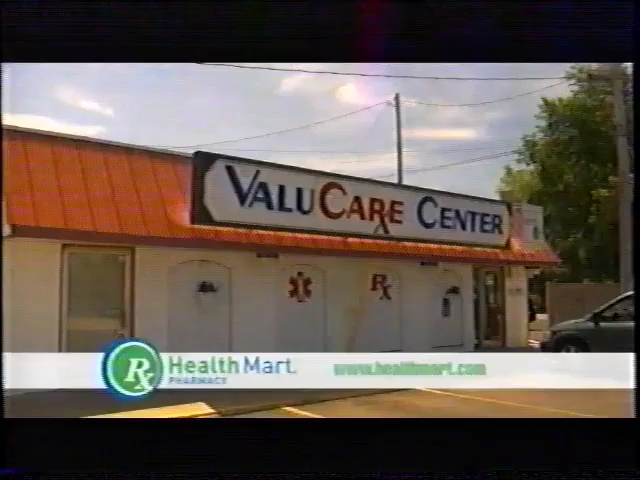 VALUCARE CENTER
Rx
Rx
Health Mart.
PHARMACY
www.healthmart.com